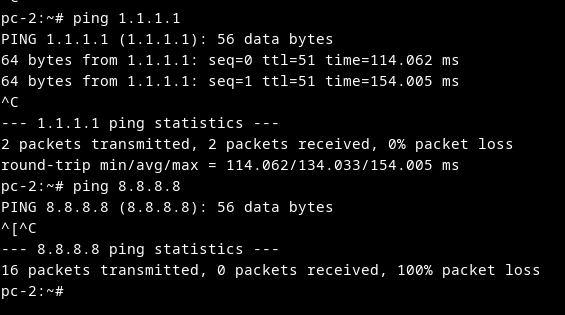 pc-2:~# ping 1.1.1.1
PING 1.1.1.1 (1.1.1.1): 56 data bytes
64 bytes from 1.1.1.1: seq=0 ttl=51 time=114.062 ms
64 bytes from 1.1.1.1: seq=1 ttl=51 time=154.005 ms
^C
--- 1.1.1.1 ping statistics ---
2 packets transmitted, 2 packets received, 0% packet loss
round-trip min/avg/max = 114.062/134.033/154.005 ms
pc-2:~# ping 8.8.8.8
PING 8.8.8.8 (8.8.8.8): 56 data bytes
^[^C
--- 8.8.8.8 ping statistics ---
16 packets transmitted, 0 packets received, 100% packet loss
pc-2:~#